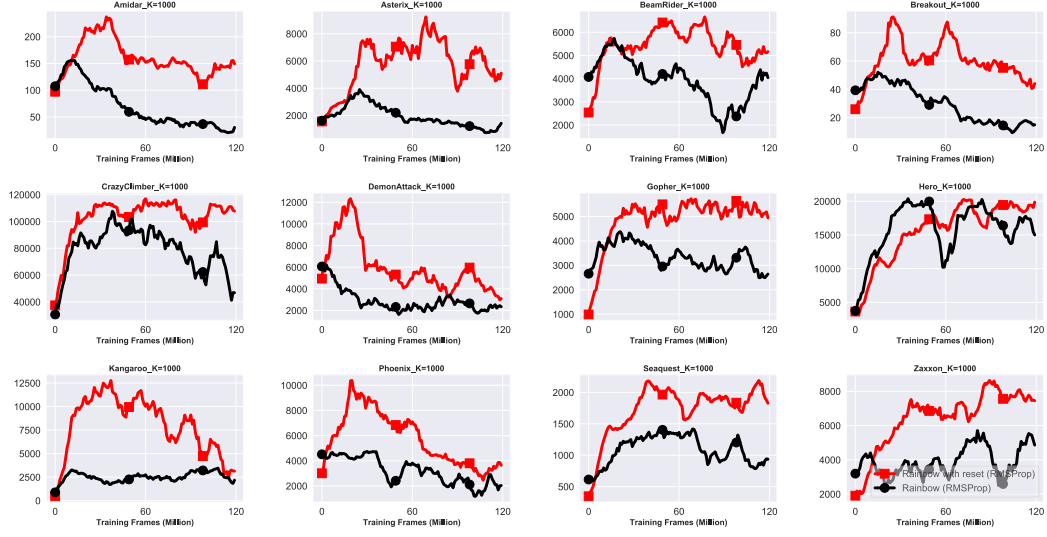 Amidar_K=1000 Asterix_K=1000 BeamRider_K=1000 Breakout_K=1000
200 8000 6000 80
150 6000 5000 60
100 4000 4000 40
50 2000 3000 20
2000
0 60 120 0 60 120 0 60 120 0 60 120
Training Frames (Million) Training Frames (Million) Training Frames (Million) Training Frames (Million)
CrazyClimber_K=1000 DemonAttack_K=1000 Gopher_K=1000 Hero_K=1000
120000 12000 5000 20000
100000 10000 4000 15000
80000 8000 3000 10000
60000 6000 2000 5000
40000 4000 1000
2000
0 60 119 0 60 119 0 60 119 0 60 119
Training Frames (Million) Training Frames (Million) Training Frames (Million) Training Frames (Million)
Kangaroo_K=1000 Phoenix_K=1000 Seaquest_K=1000 Zaxxon_K=1000
12500 10000 2000 8000
10000 8000 1500 6000
7500 6000 1000 4000
5000 4000 500 2000
2500 2000
0
0 60 119 0 60 119 0 60 119 0 60 120
Rainbow with reset (RMSProp)
Rainbow (RMSProp)
Training Frames (Million) Training Frames (Million) Training Frames (Million) Training Frames (Million)